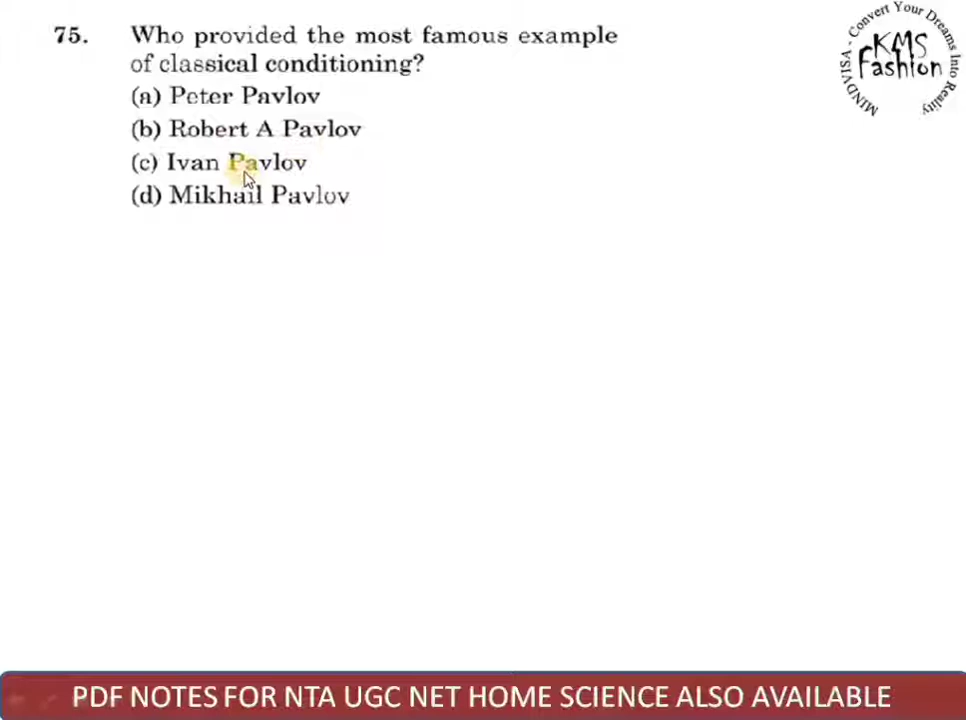 75. Who provided the most famous example
of classical conditioning?
(a) Peter Pavlov
(b) Robert A Pavlov
(c) Ivan Pavlov
(d) Mikhail Pavlov
MINDVISA - Convert Your Dreams Into Reality
KMS
Fashion
PDF NOTES FOR NTA UGC NET HOME SCIENCE ALSO AVAILABLE